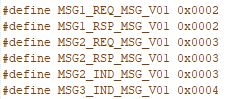 #define MSG1_REQ_MSG_V01 0x0002
#define MSG1_RSP_MSG_V01 0x0002
#define MSG2_REQ_MSG_V01 0x0003
#define MSG2_RSP_MSG_V01 0x0003
#define MSG2_IND_MSG_V01 0x0003
#define MSG3_IND_MSG_V01 0x0004